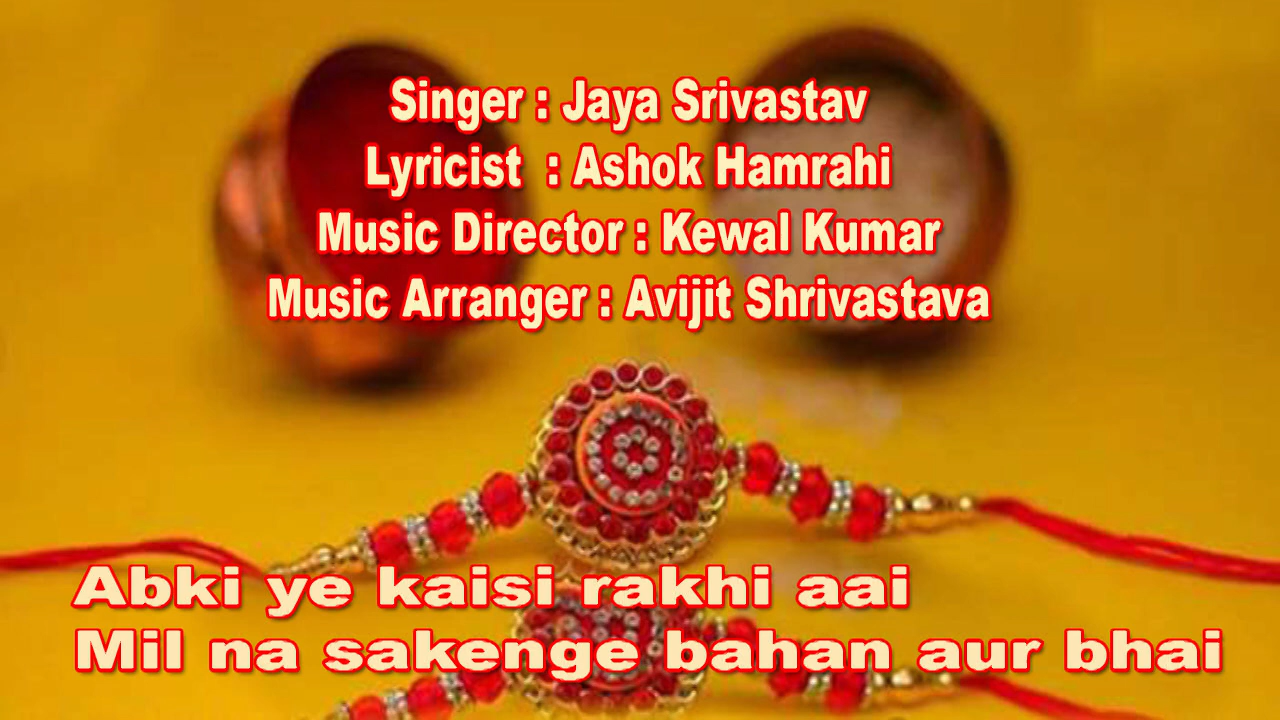 Singer : Jaya Srivastav
Lyricist : Ashok Hamrahi
Music Director : Kewal Kumar
Music Arranger : Avijit Shrivastava
Abki ye kaisi rakhi aai
Mil na sakenge bahan aur bhai